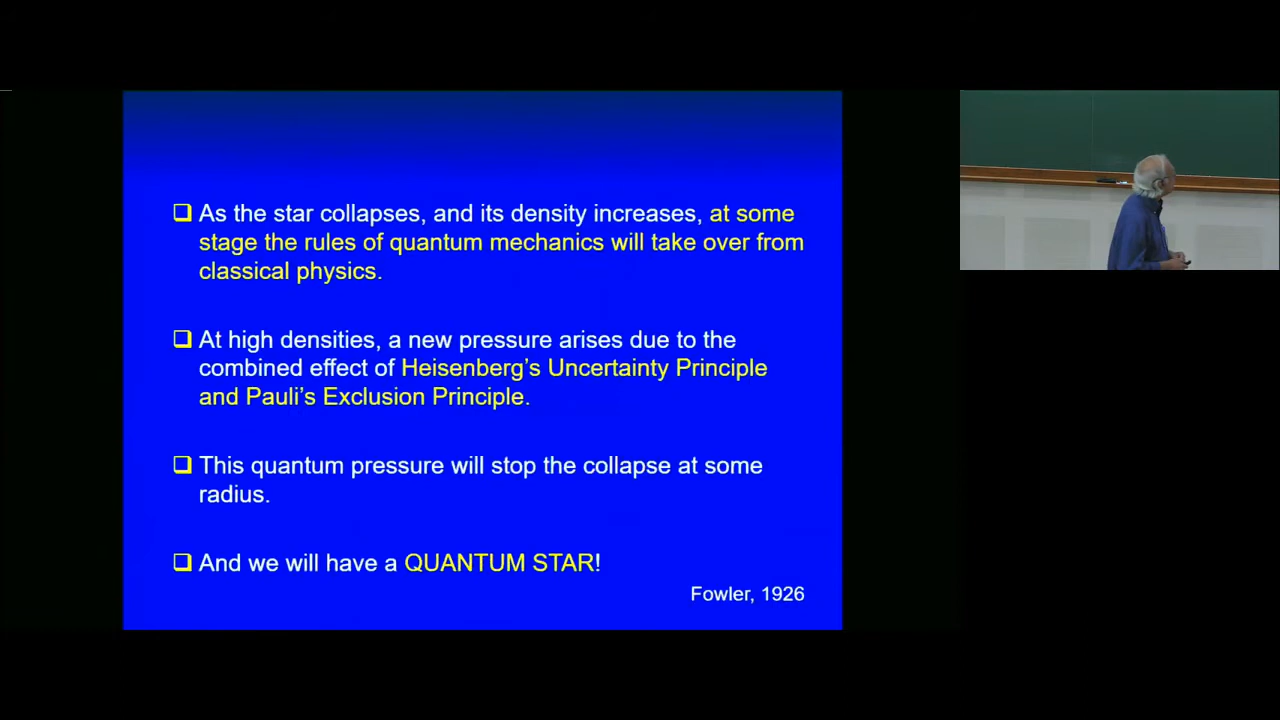 As the star collapses, and its density increases, at some
stage the rules of quantum mechanics will take over from
classical physics.
At high densities, a new pressure arises due to the
combined effect of Heisenberg's Uncertainty Principle
and Pauli's Exclusion Principle.
This quantum pressure will stop the collapse at some
radius.
And we will have a QUANTUM STAR!
Fowler, 1926